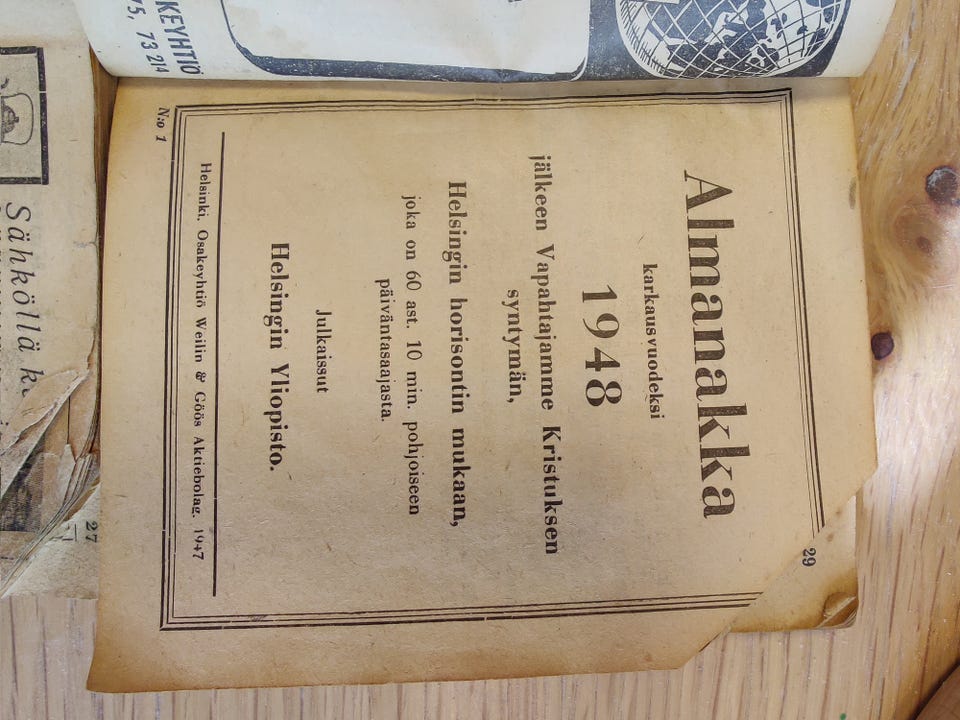 KEYHTIÖ
75, 73 214
29
Almanakka
karkausvuodeksi
1948
jälkeen Vapahtajamme Kristuksen
syntymän,
Helsingin horisontin mukaan,
joka on 60 ast. 10 min. pohjoiseen
päiväntasaajasta.
Julkaissut
Helsingin Yliopisto.
Helsinki, Osakeyhtiö Weilin & Göös Aktiebolag. 1947
N:o 1
27
Sähköllä